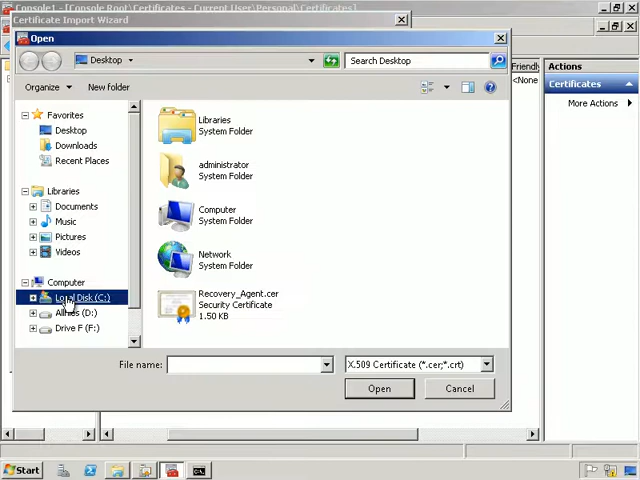 Console1 - [Console Root\Certificates - Current User\Personal\Certificates]
Certificate Import Wizard
Open
Desktop
Search Desktop
Friendly
Actions
Organize
New folder
<None
Certificates
More Actions
Favorites
Desktop
Downloads
Recent Places
Libraries
Documents
Music
Pictures
Videos
Computer
Local Disk (C:)
(D:)
Drive F (F:)
Libraries
System Folder
administrator
System Folder
Computer
System Folder
Network
System Folder
Recovery_Agent.cer
Security Certificate
1.50 KB
File name:
X.509 Certificate (*.cer;*.crt)
Open
Cancel
Start